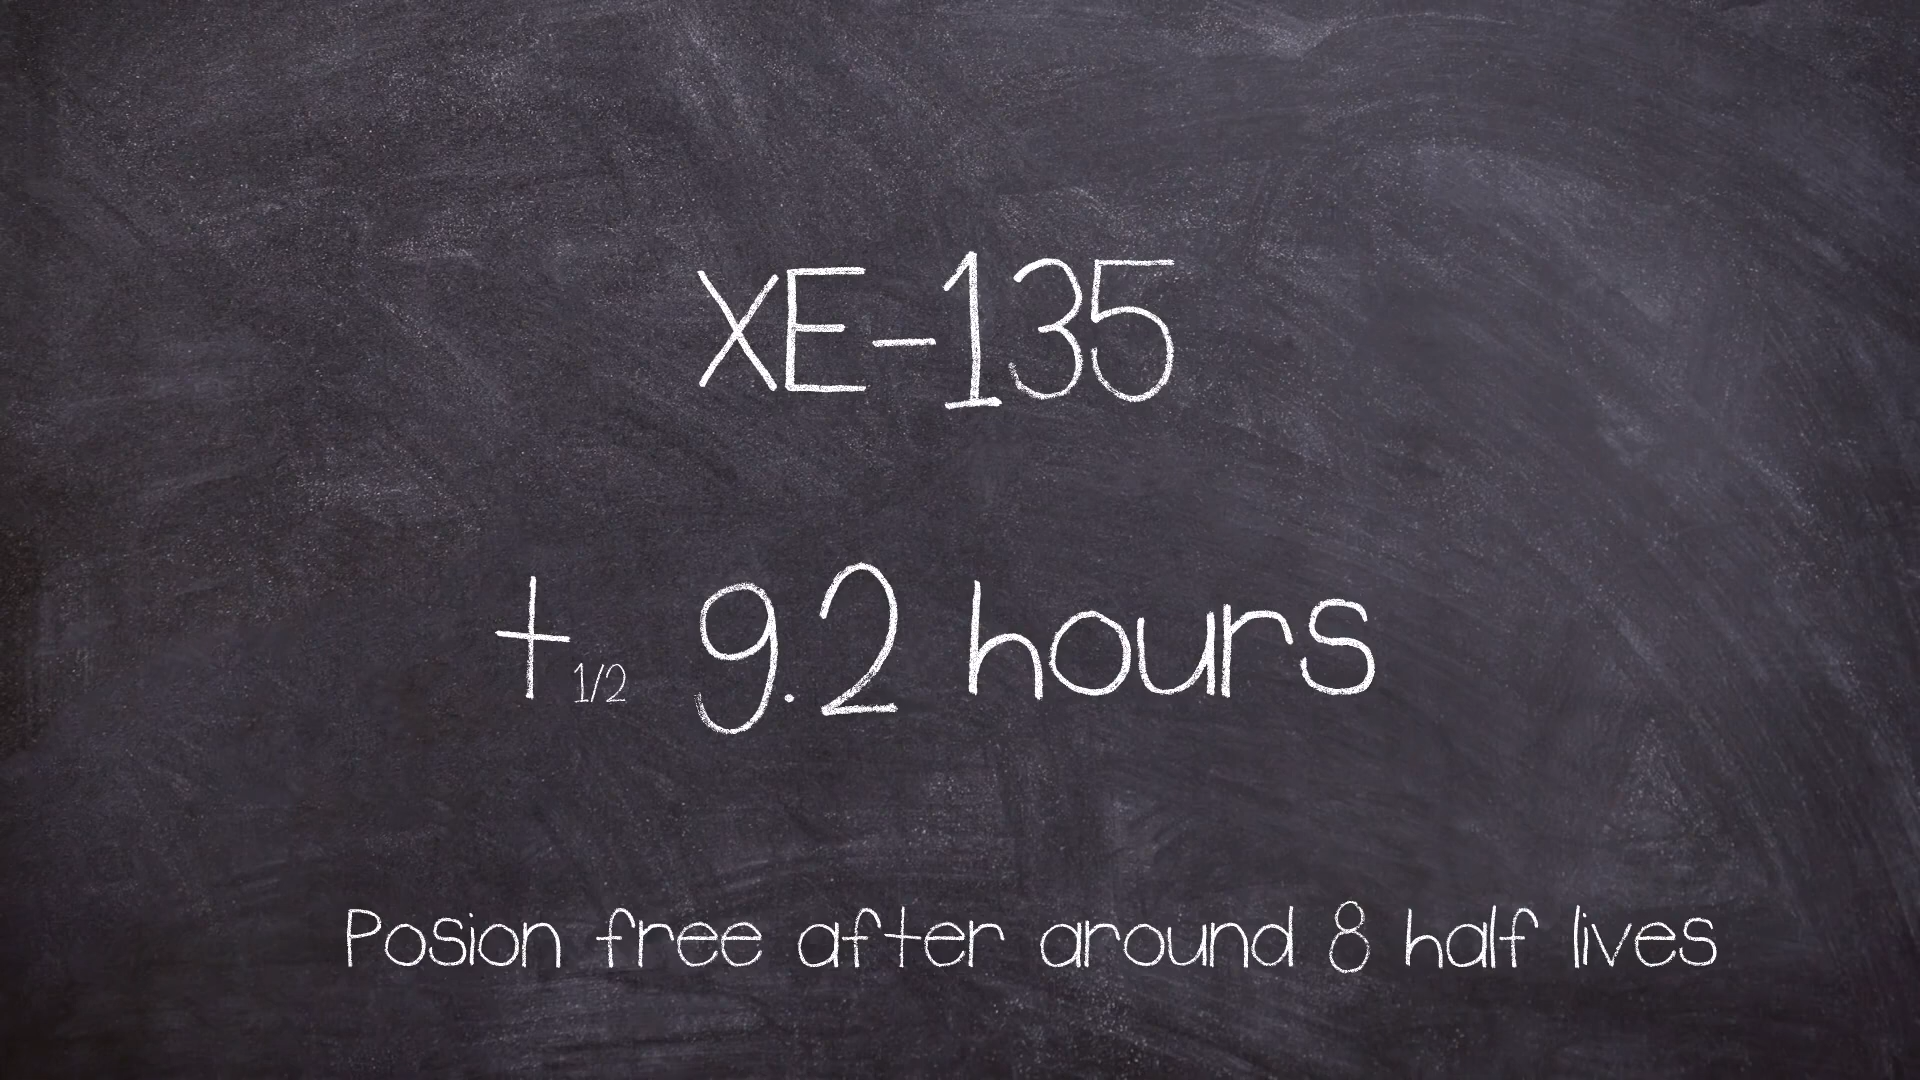 XE-135
t1/2 9.2 hours
Posion free after around 8 half lives